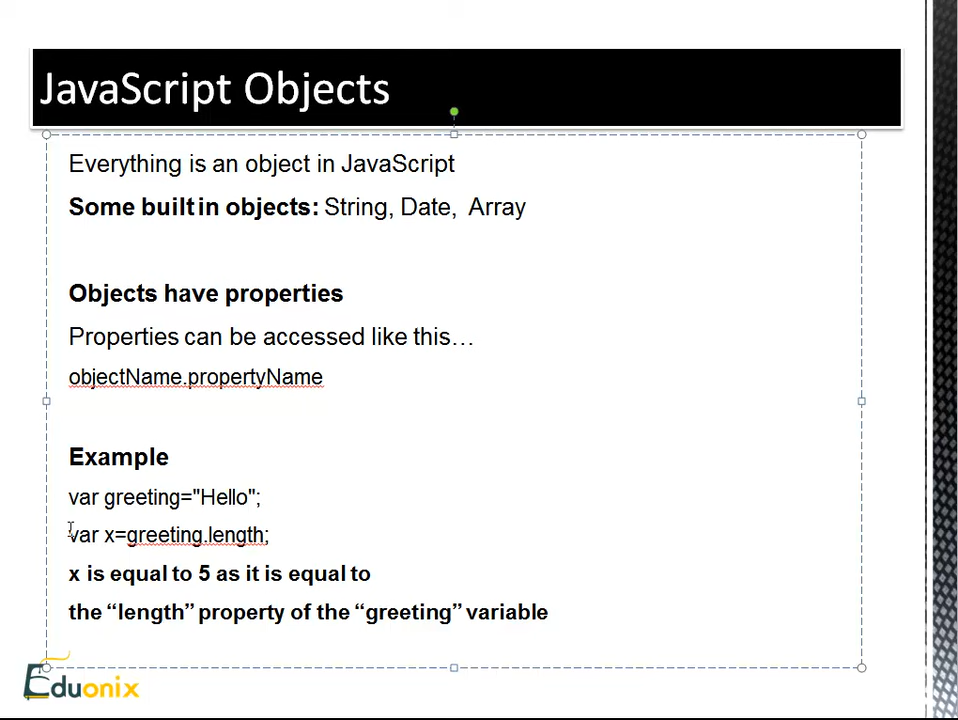 JavaScript Objects
Everything is an object in JavaScript
Some built in objects: String, Date, Array
Objects have properties
Properties can be accessed like this…
objectName.propertyName
Example
var greeting="Hello";
var x=greeting.length;
x is equal to 5 as it is equal to
the “length” property of the “greeting” variable
Eduonix